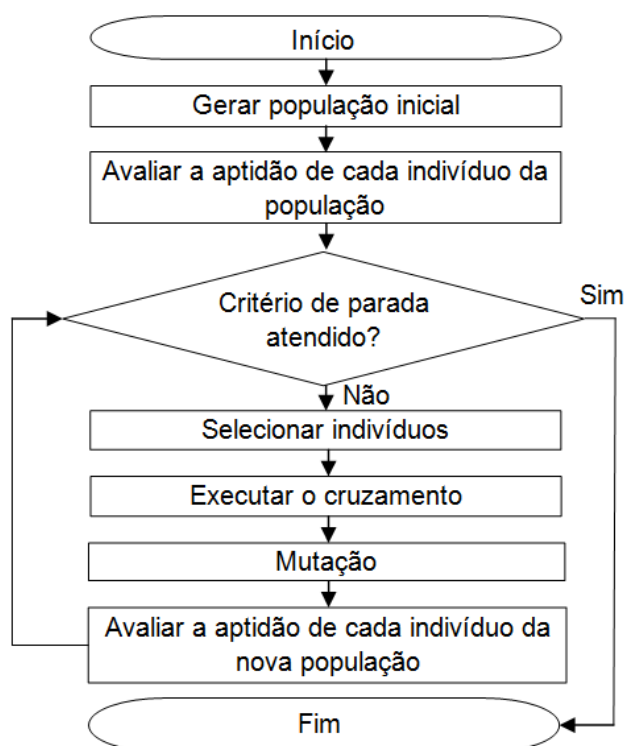 Início
Gerar população inicial
Avaliar a aptidão de cada indivíduo da
população
Critério de parada
atendido?
Sim
Não
Selecionar indivíduos
Executar o cruzamento
Mutação
Avaliar a aptidão de cada indivíduo da
nova população
Fim